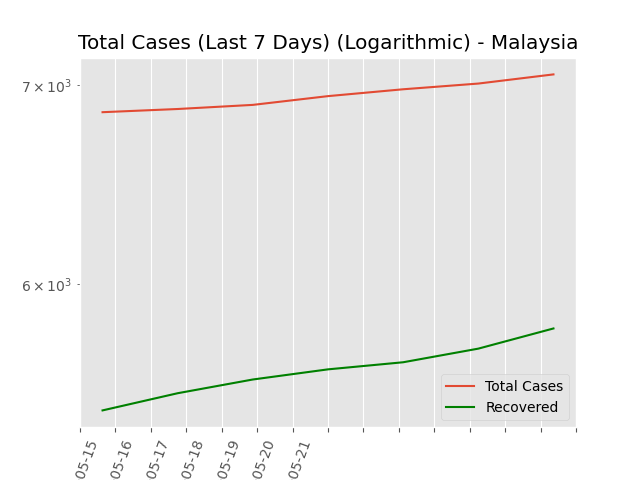 Total Cases (Last 7 Days) (Logarithmic) - Malaysia
7 × 10³
6 × 10³
Total Cases
Recovered
05-15
05-16
05-17
05-18
05-19
05-20
05-21